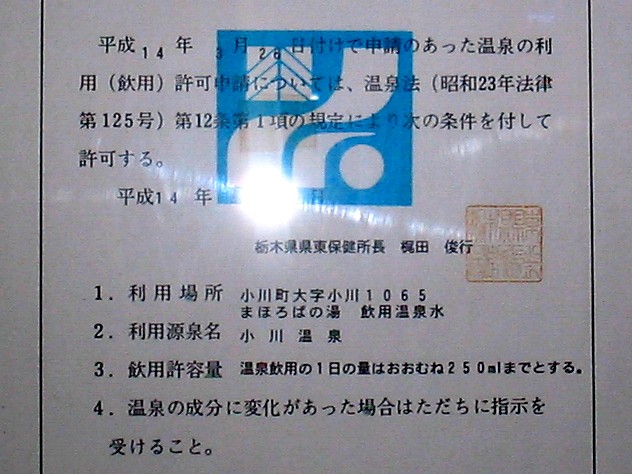 平成14年 3月28日付けで申請のあった温泉の利
用（飲用）許可申請については、温泉法（昭和23年法律
第125号）第12条第1項の規定により次の条件を付して
許可する。
平成14年 月 日
栃木県県東保健所長 梶田 俊行
1．利用場所 小川町大字小川1065
まほろばの湯 飲用温泉水
2．利用源泉名 小川温泉
3．飲用許容量 温泉飲用の1日の量はおおむね250mlまでとする。
4．温泉の成分に変化があった場合はただちに指示を
受けること。